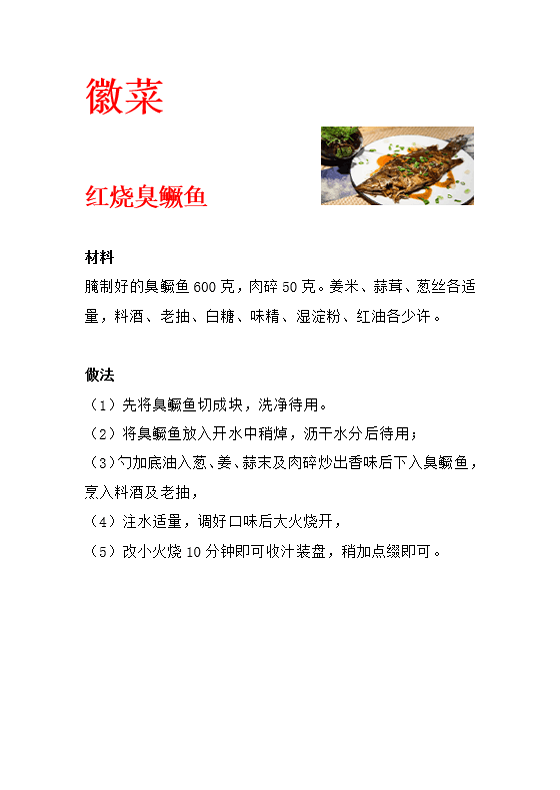 徽菜
红烧臭鳜鱼
材料
腌制好的臭鳜鱼 600 克，肉碎 50 克。姜米、蒜茸、葱丝各适
量，料酒、老抽、白糖、味精、湿淀粉、红油各少许。
做法
（1）先将臭鳜鱼切成块，洗净待用。
（2）将臭鳜鱼放入开水中稍焯，沥干水分后待用；
（3）勺加底油入葱、姜、蒜末及肉碎炒出香味后下入臭鳜鱼，
烹入料酒及老抽，
（4）注水适量，调好口味后大火烧开，
（5）改小火烧 10 分钟即可收汁装盘，稍加点缀即可。